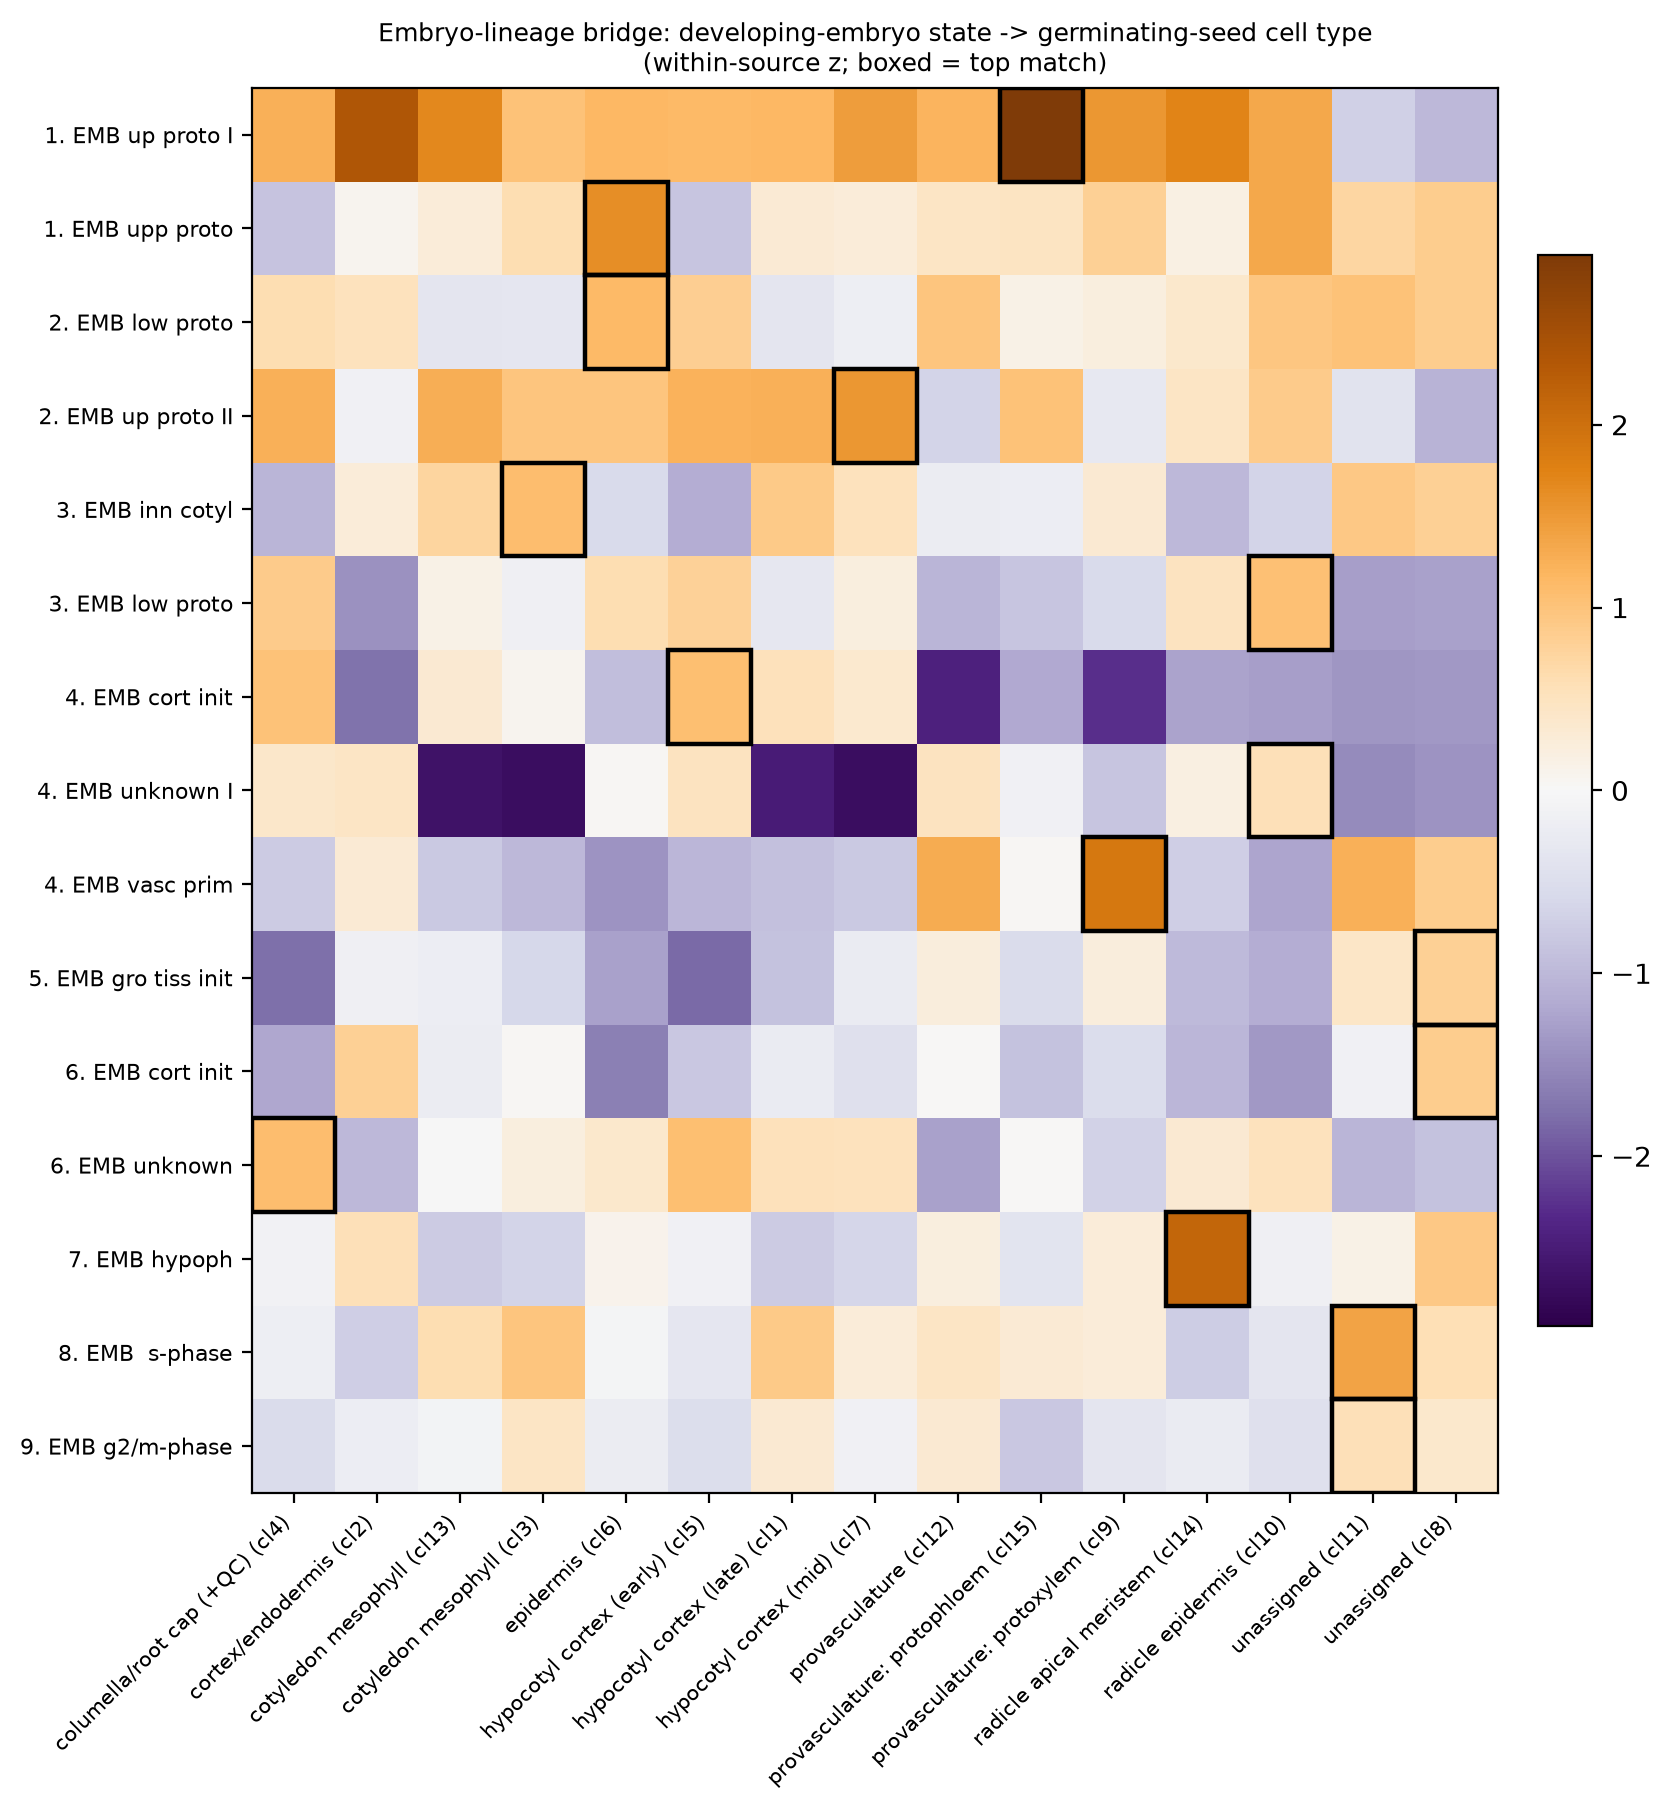 Embryo-lineage bridge: developing-embryo state -> germinating-seed cell type
(within-source z; boxed = top match)
1. EMB up proto I
1. EMB upp proto
2. EMB low proto
2. EMB up proto II
3. EMB inn cotyl
3. EMB low proto
4. EMB cort init
4. EMB unknown I
4. EMB vasc prim
5. EMB gro tiss init
6. EMB cort init
6. EMB unknown
7. EMB hypoph
8. EMB  s-phase
9. EMB g2/m-phase
columella/root cap (+QC) (cl4)
cortex/endodermis (cl2)
cotyledon mesophyll (cl13)
cotyledon mesophyll (cl3)
epidermis (cl6)
hypocotyl cortex (early) (cl5)
hypocotyl cortex (late) (cl1)
hypocotyl cortex (mid) (cl7)
provasculature (cl12)
provasculature: protophloem (cl15)
provasculature: protoxylem (cl9)
radicle apical meristem (cl14)
radicle epidermis (cl10)
unassigned (cl11)
unassigned (cl8)
2
1
0
−1
−2